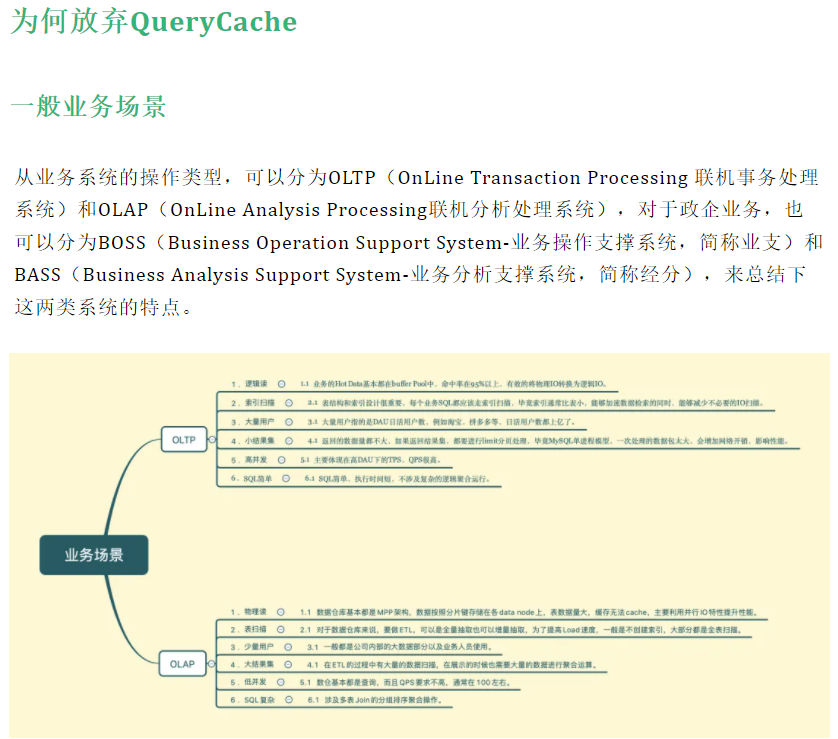 为何放弃QueryCache
一般业务场景
从业务系统的操作类型，可以分为OLTP（OnLine Transaction Processing 联机事务处理
系统）和OLAP（OnLine Analysis Processing联机分析处理系统），对于政企业务，也
可以分为BOSS（Business Operation Support System-业务操作支撑系统，简称业支）和
BASS（Business Analysis Support System-业务分析支撑系统，简称经分），来总结下
这两类系统的特点。
业务场景
OLTP
1．逻辑读 1.1 业务的Hot Data基本都在buffer Pool中，命中率在95%以上，有效的将物理IO转换为逻辑IO。
2．索引扫描 2.1 表结构和索引设计很重要，每个业务SQL都应该走索引扫描，毕竟索引通常比表小，能够加速数据检索的同时，能够减少不必要的IO扫描。
3．大量用户 3.1 大量用户指的是DAU日活用户数，例如淘宝，拼多多等，日活用户数都上亿了。
4．小结果集 4.1 返回的数据量都不大，如果返回结果集，都要进行limit分页处理，毕竟MySQL单进程模型，一次处理的数据包太大，会增加网络开销，影响性能。
5．高并发 5.1 主要体现在高DAU下的TPS，QPS很高。
6．SQL简单 6.1 SQL简单，执行时间短，不涉及复杂的逻辑聚合运行。
OLAP
1．物理读 1.1 数据仓库基本都是MPP架构，数据按照分片键存储在各data node上，表数据量大，缓存无法cache，主要利用并行IO特性提升性能。
2．表扫描 2.1 对于数据仓库来说，要做ETL，可以是全量抽取也可以增量抽取，为了提高Load速度，一般是不创建索引，大部分都是全表扫描。
3．少量用户 3.1 一般都是公司内部的大数据部分以及业务人员使用。
4．大结果集 4.1 在ETL的过程中有大量的数据扫描，在展示的时候也需要大量的数据进行聚合运算。
5．低并发 5.1 数仓基本都是查询，而且QPS要求不高，通常在100左右。
6．SQL复杂 6.1 涉及多表Join的分组排序聚合操作。